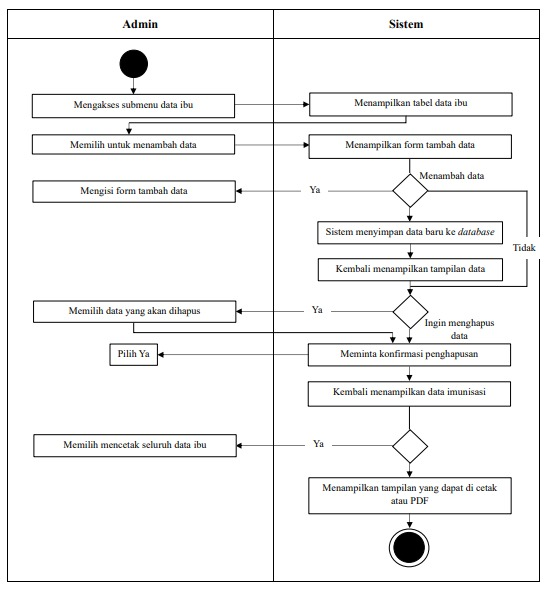 Admin
Sistem
Mengakses submenu data ibu
Menampilkan tabel data ibu
Memilih untuk menambah data
Menampilkan form tambah data
Menambah data
Mengisi form tambah data
Ya
Sistem menyimpan data baru ke database
Tidak
Kembali menampilkan tampilan data
Memilih data yang akan dihapus
Ya
Ingin menghapus
data
Pilih Ya
Meminta konfirmasi penghapusan
Kembali menampilkan data imunisasi
Memilih mencetak seluruh data ibu
Ya
Menampilkan tampilan yang dapat di cetak
atau PDF